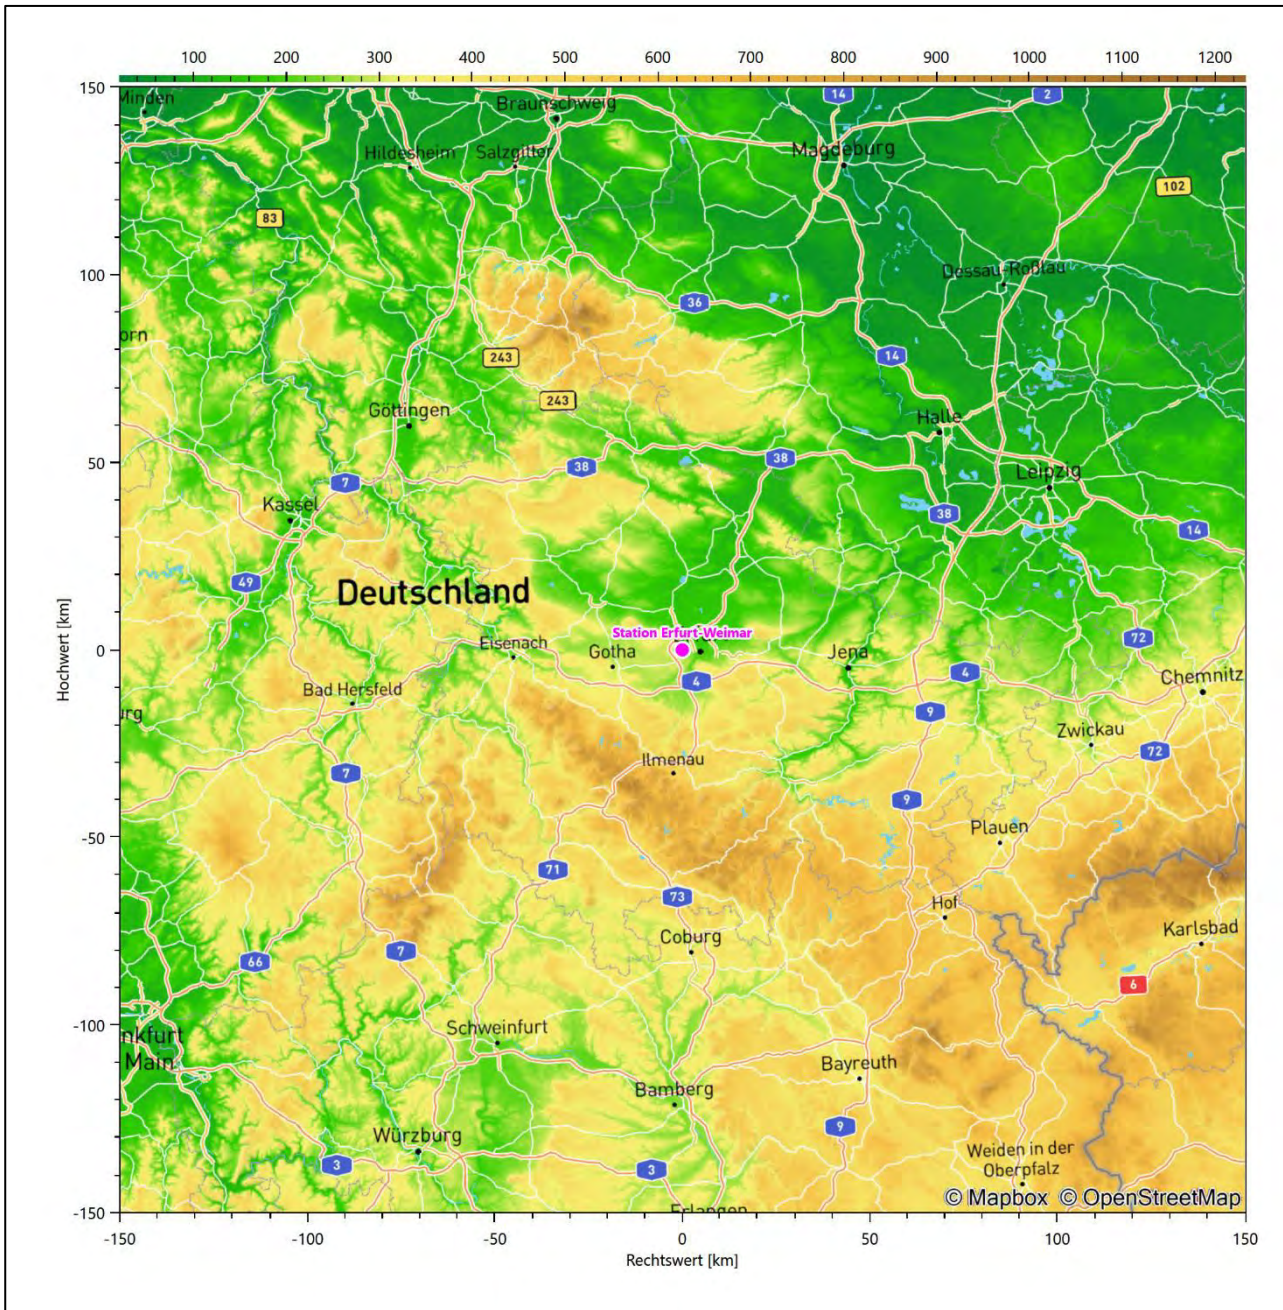 100 200 300 400 500 600 700 800 900 1000 1100 1200
150
14
2
Minden
Braunschweig
Hildesheim
Salzgitter
Magdeburg
102
83
100
Dessau-Roßlau
36
orn
243
14
243
Göttingen
Halle
50
38
38
7
Leipzig
Kassel
38
14
49
Deutschland
Station Erfurt-Weimar
72
Hochwert [km]
0
Eisenach
Gotha
Jena
4
4
Chemnitz
Bad Hersfeld
urg
9
Zwickau
72
Ilmenau
7
9
-50
Plauen
71
73
Hof
Coburg
Karlsbad
7
66
6
-100
nkfurt
Main
Schweinfurt
Bayreuth
Bamberg
9
Würzburg
3
3
Weiden in der
Oberpfalz
© Mapbox © OpenStreetMap
Erlangen
-150
-150 -100 -50 0 50 100 150
Rechtswert [km]